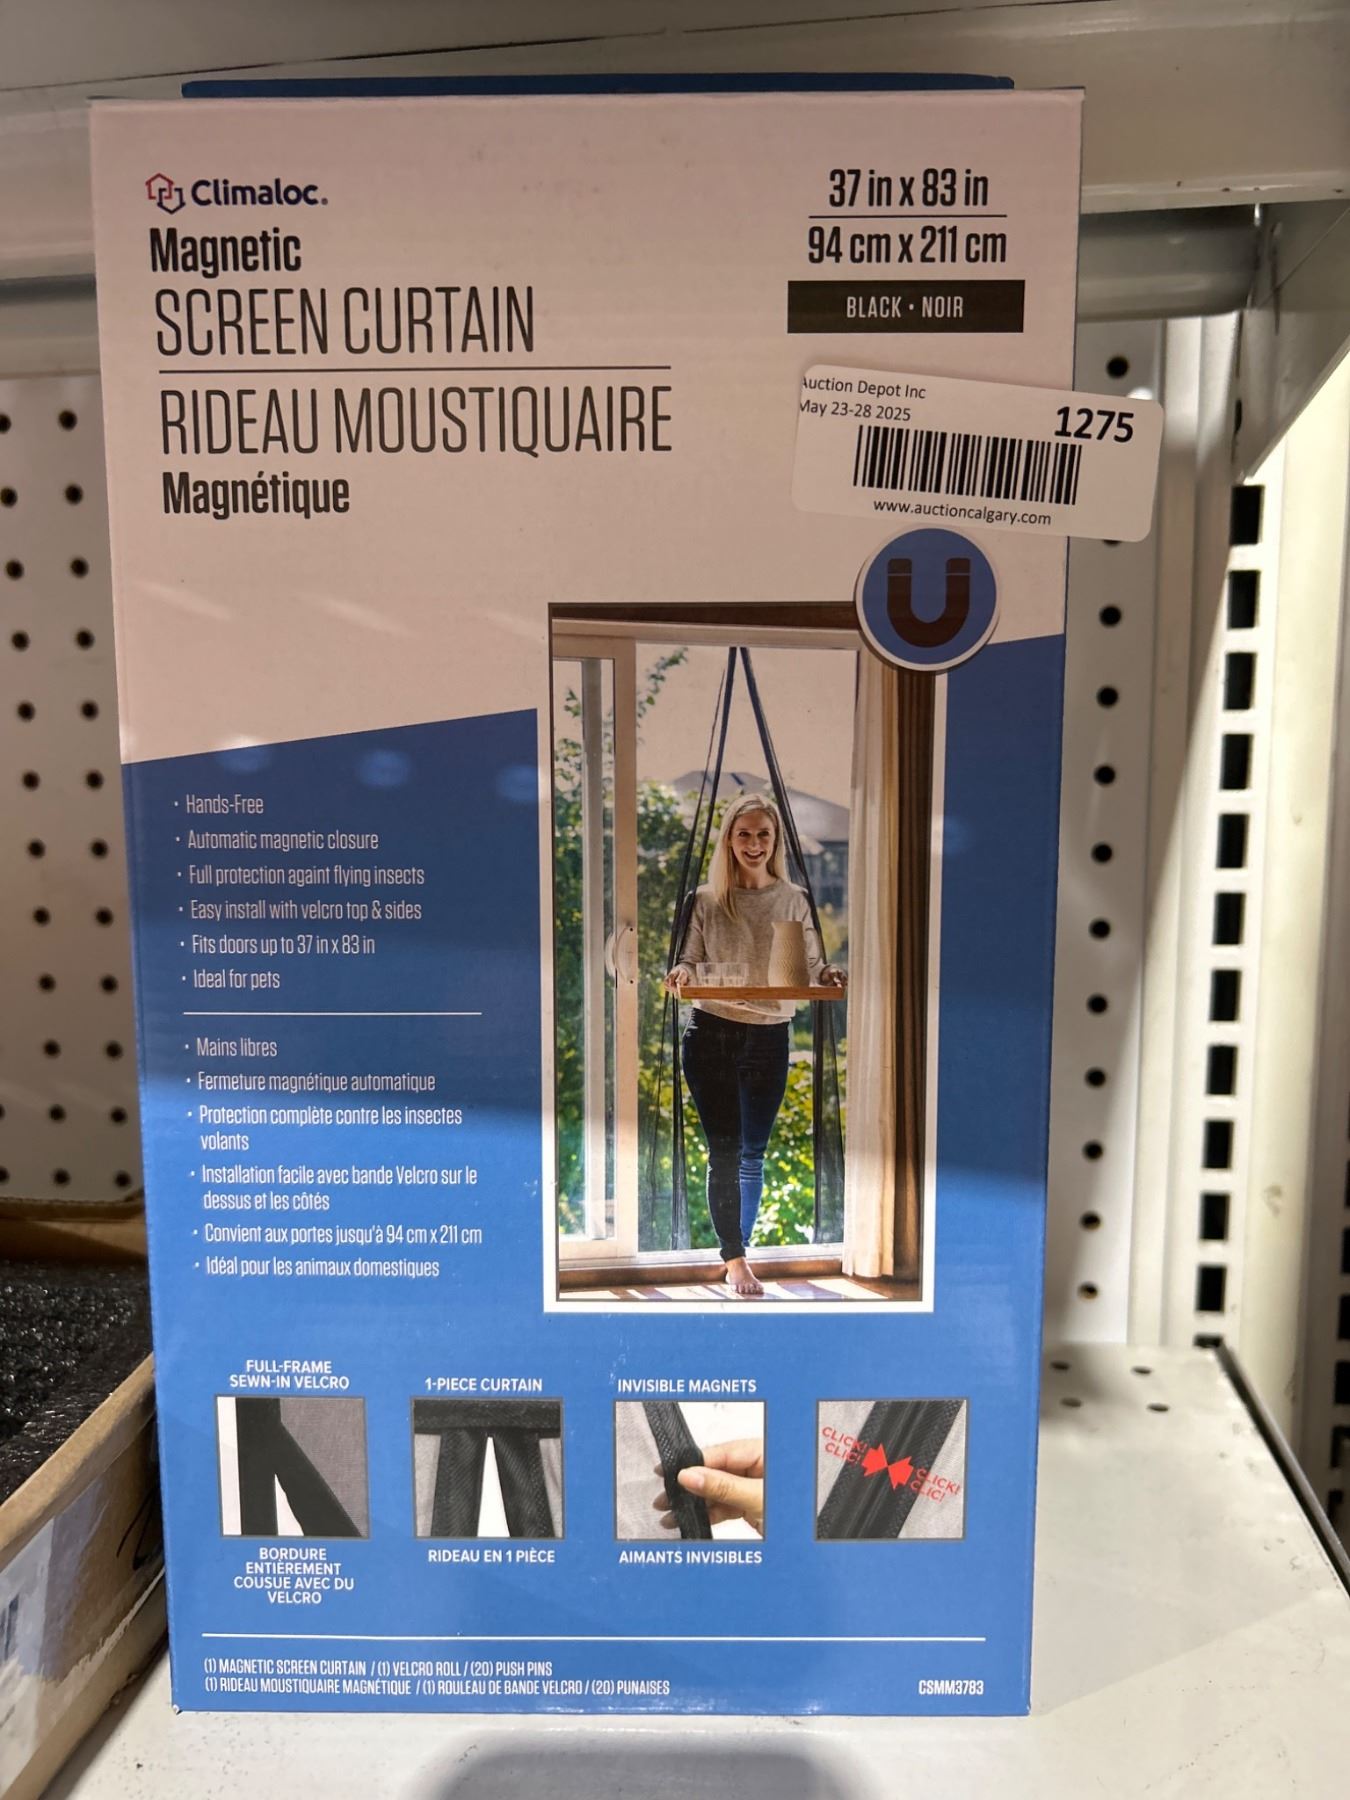 Climaloc®
Magnetic
SCREEN CURTAIN
RIDEAU MOUSTIQUAIRE
Magnétique
37 in x 83 in
94 cm x 211 cm
BLACK • NOIR
Auction Depot Inc
May 23-28 2025
1275
www.auctioncalgary.com
• Hands-Free
• Automatic magnetic closure
• Full protection againt flying insects
• Easy install with velcro top & sides
• Fits doors up to 37 in x 83 in
• Ideal for pets
• Mains libres
• Fermeture magnétique automatique
• Protection complète contre les insectes
volants
• Installation facile avec bande Velcro sur le
dessus et les côtés
• Convient aux portes jusqu'à 94 cm x 211 cm
• Idéal pour les animaux domestiques
FULL-FRAME
SEWN-IN VELCRO
BORDURE
ENTIÈREMENT
COUSUE AVEC DU
VELCRO
1-PIECE CURTAIN
RIDEAU EN 1 PIÈCE
INVISIBLE MAGNETS
AIMANTS INVISIBLES
CLICK!
CLIC!
CLICK!
CLIC!
(1) MAGNETIC SCREEN CURTAIN / (1) VELCRO ROLL / (20) PUSH PINS
(1) RIDEAU MOUSTIQUAIRE MAGNÉTIQUE / (1) ROULEAU DE BANDE VELCRO / (20) PUNAISES
CSMM3783